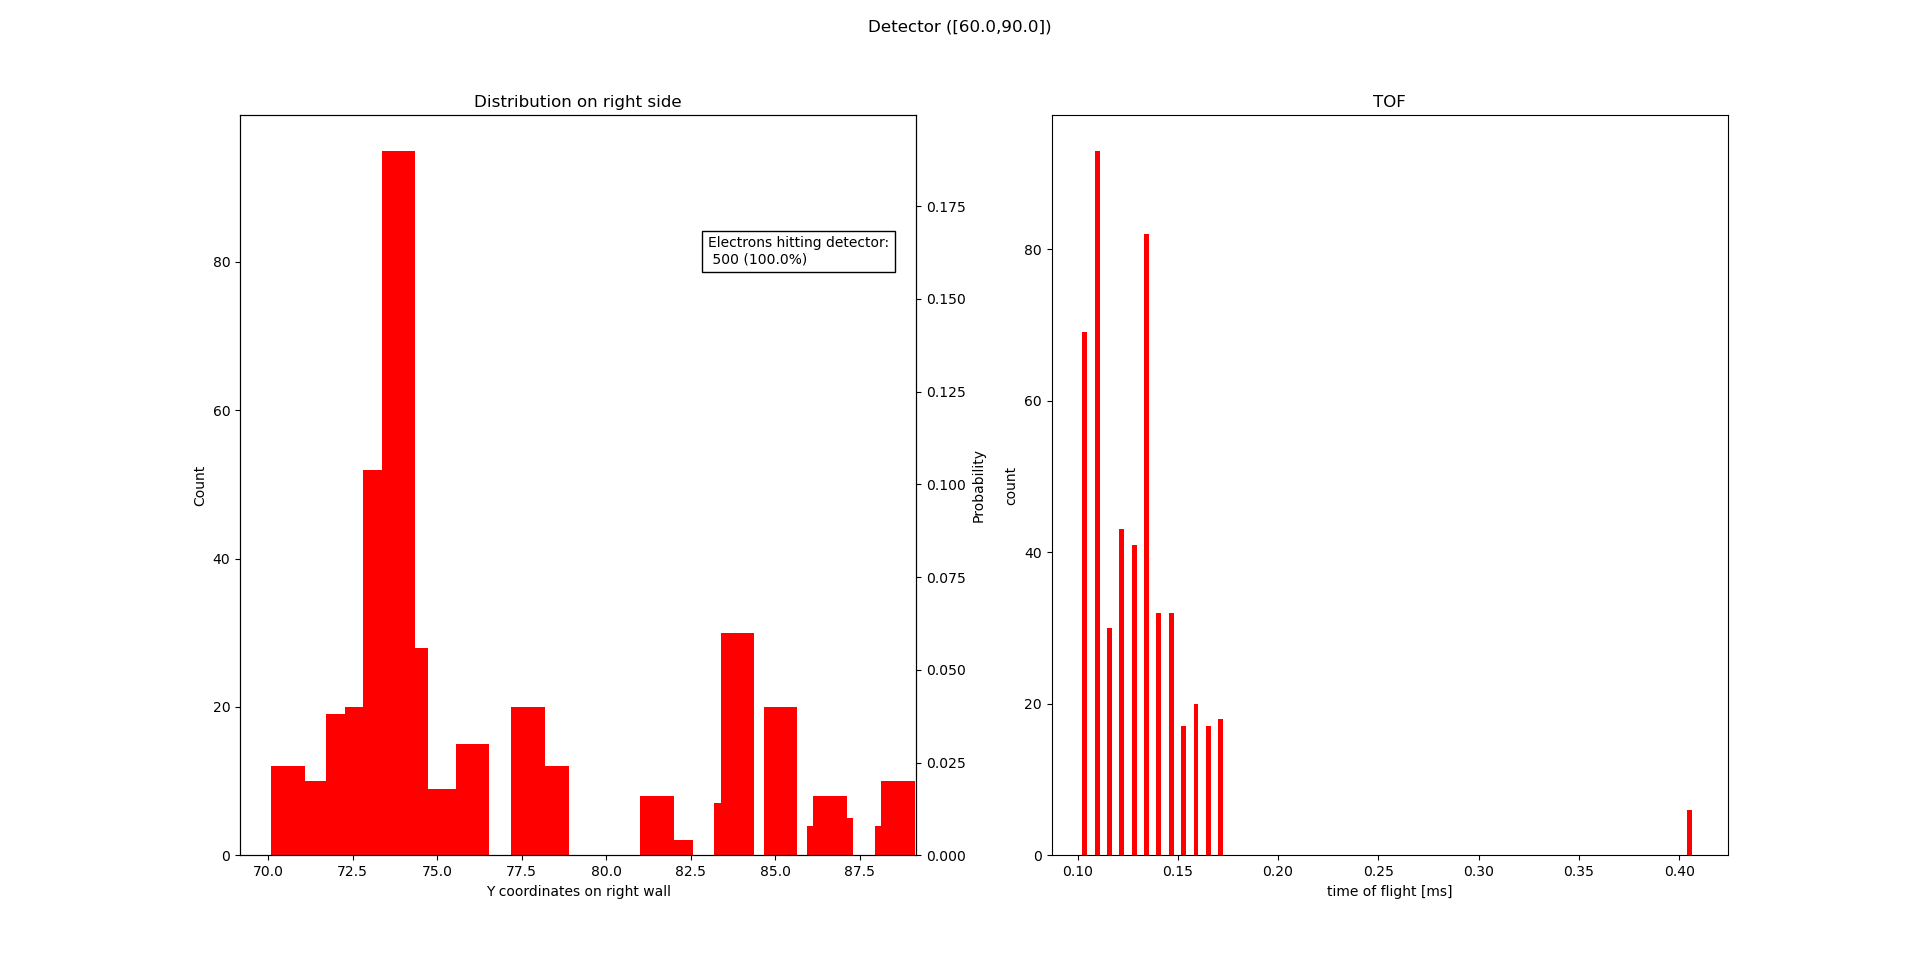 Detector ([60.0,90.0])
Distribution on right side
Count
80
60
40
20
0
70.0 72.5 75.0 77.5 80.0 82.5 85.0 87.5
Y coordinates on right wall
Electrons hitting detector:
500 (100.0%)
0.175
0.150
0.125
0.100
0.075
0.050
0.025
0.000
Probability
TOF
count
80
60
40
20
0
0.10 0.15 0.20 0.25 0.30 0.35 0.40
time of flight [ms]